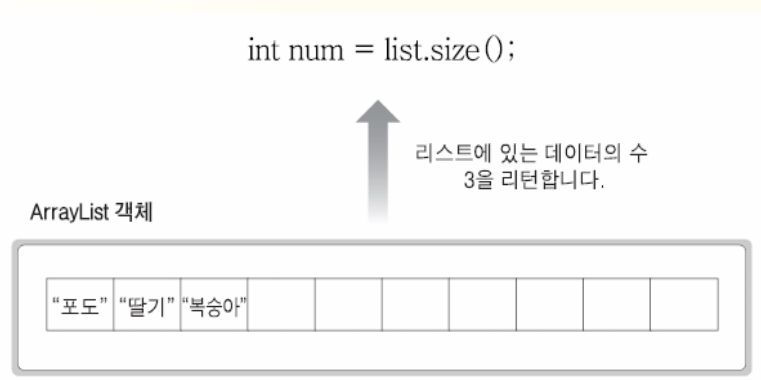 int num = list.size();
리스트에 있는 데이터의 수
3을 리턴합니다.
ArrayList 객체
“포도” “딸기” “복숭아”